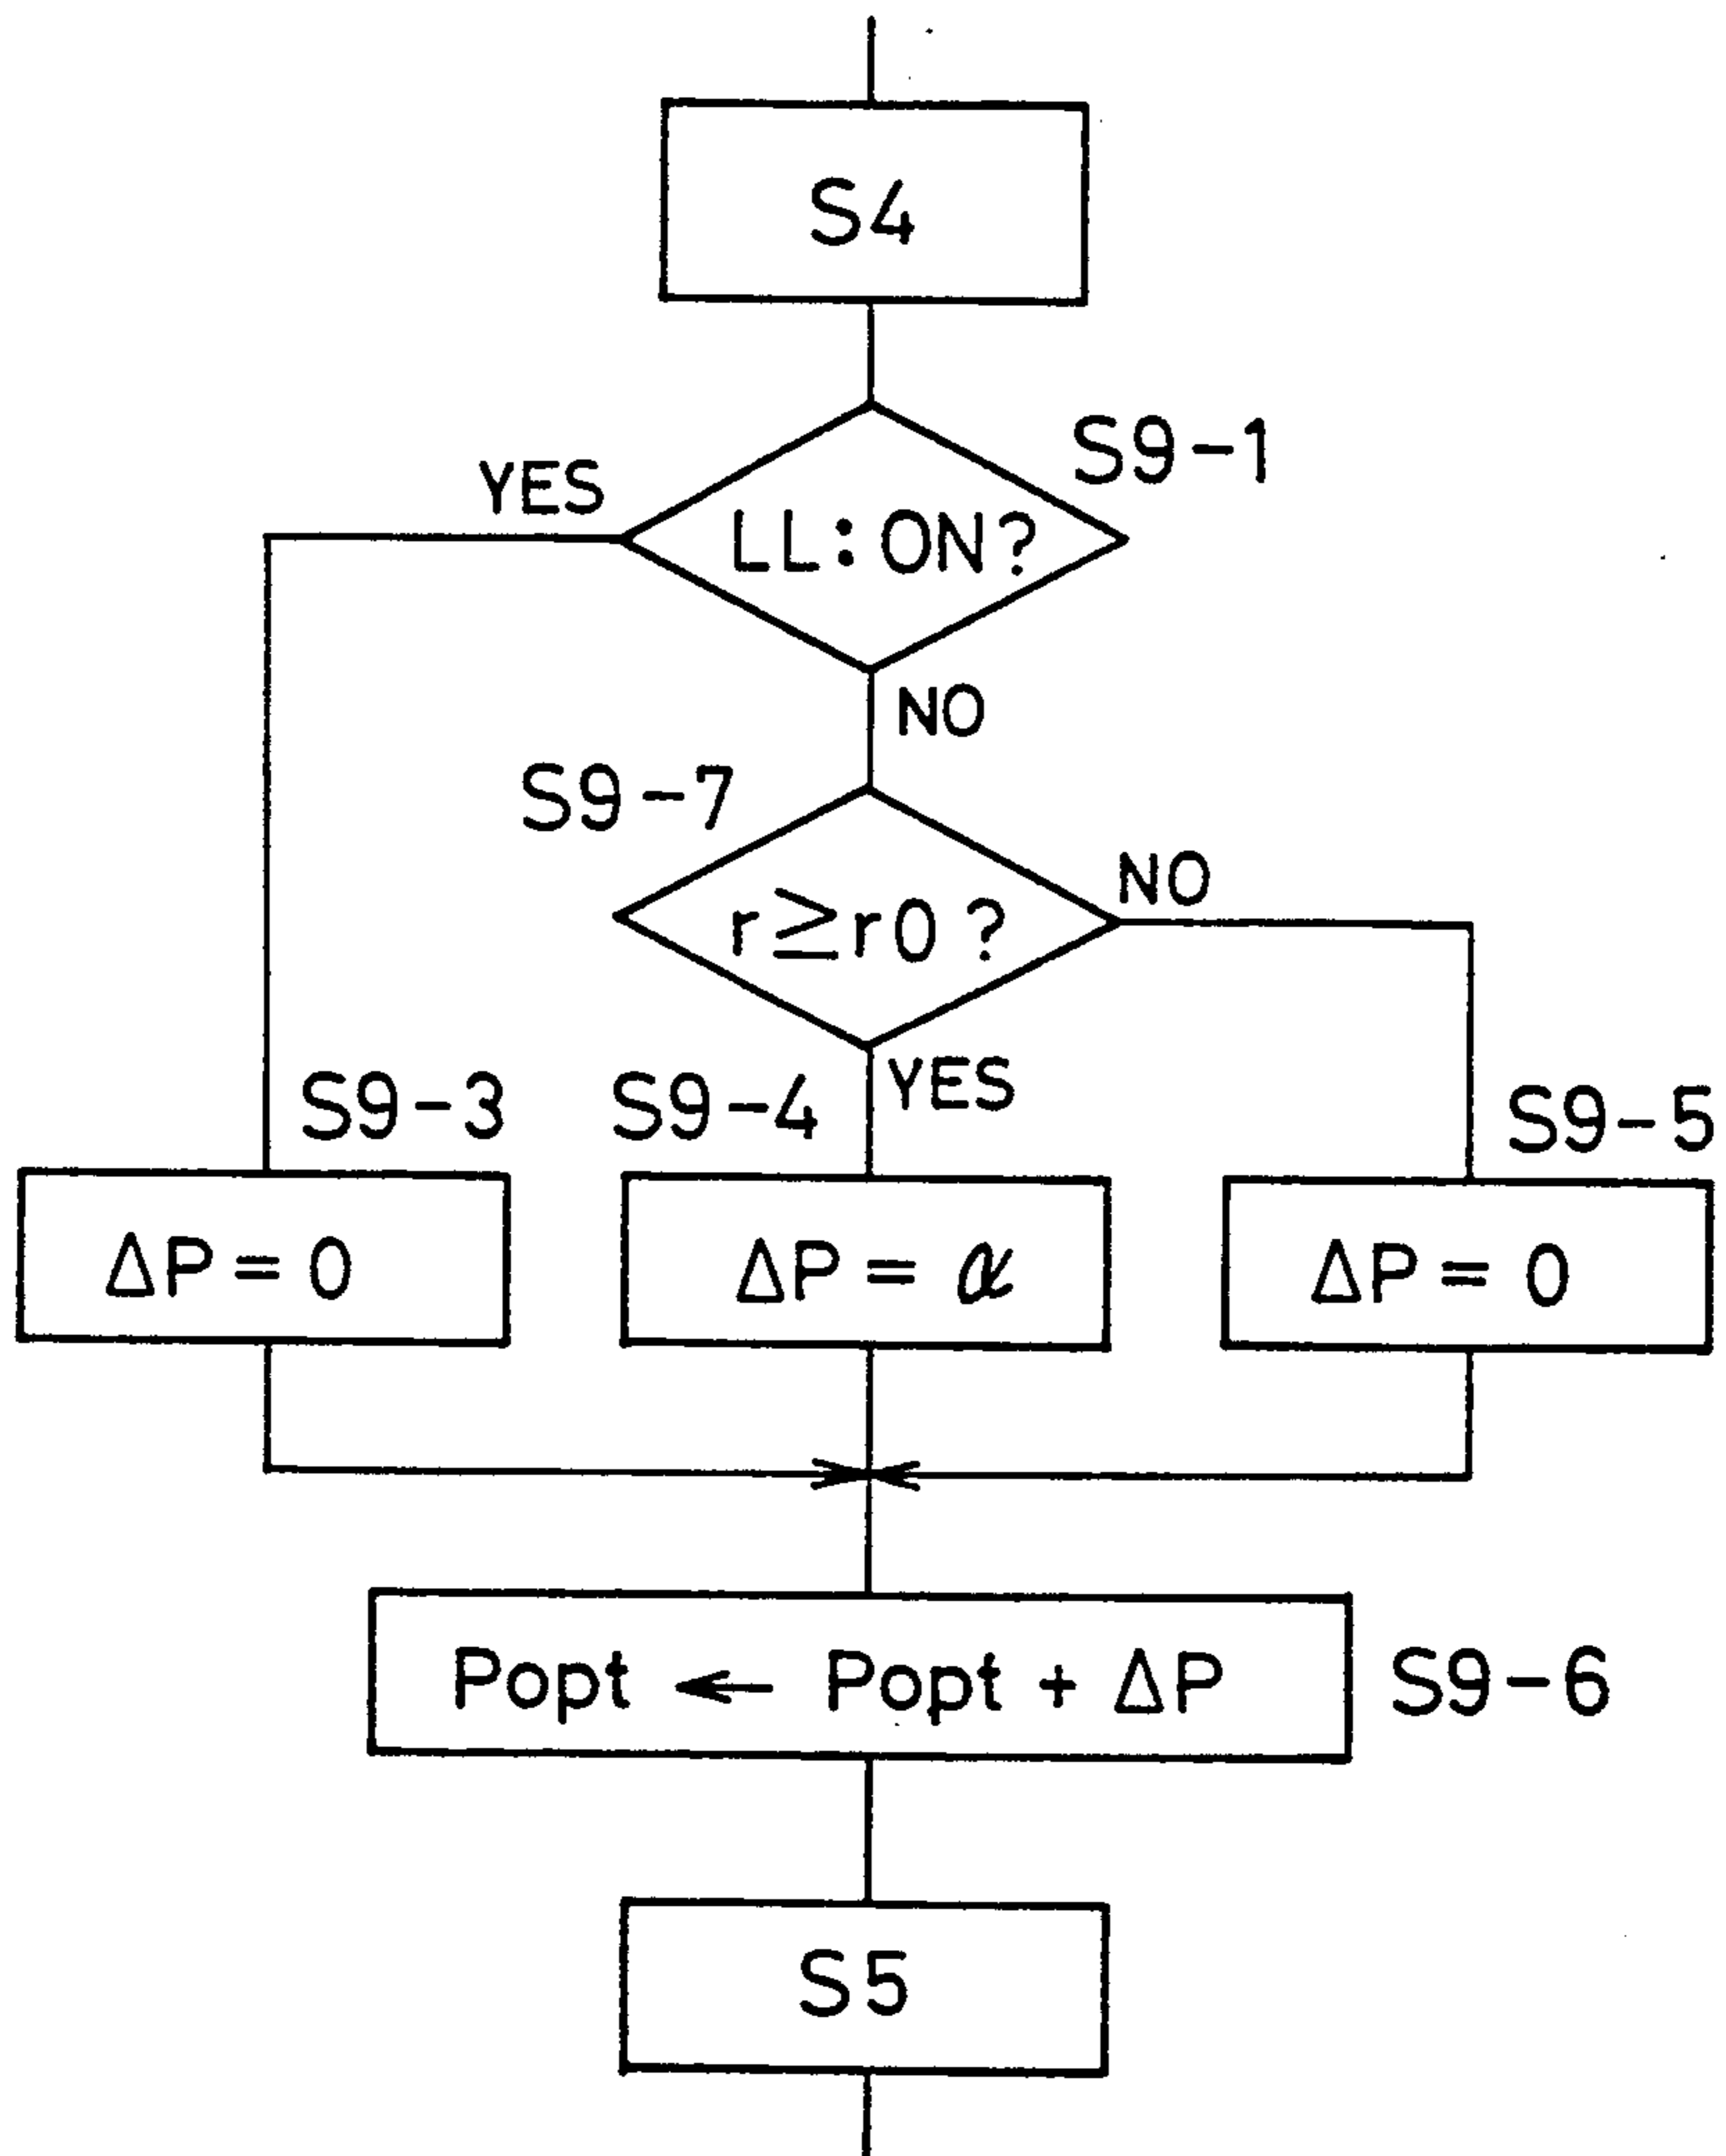 S4
S9-1
YES
LL:ON?
NO
S9-7
NO
r≧r0 ?
YES
S9-3
S9-4
S9-5
ΔP = 0
ΔP = α
ΔP = 0
Popt ← Popt + ΔP
S9-6
S5